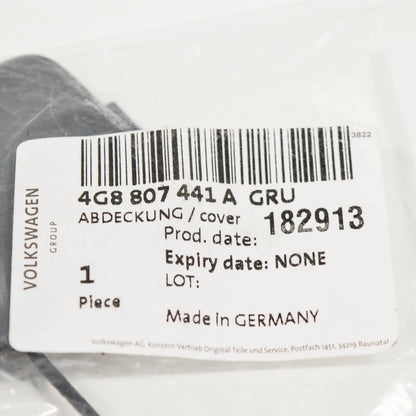 3822
VOLKSWAGEN
GROUP
4G8 807 441 A GRU
ABDECKUNG / cover
Prod. date: 182913
Expiry date: NONE
1
LOT:
Piece
Made in GERMANY
Volkswagen AG, Konzern Vertrieb Original Teile und Service, Postfach 1451, 34219 Baunatal